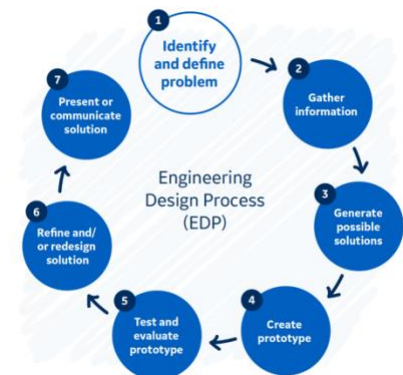 1
Identify
and define
problem
2
Gather
information
3
Generate
possible
solutions
4
Create
prototype
5
Test and
evaluate
prototype
6
Refine and/
or redesign
solution
7
Present or
communicate
solution
Engineering
Design Process
(EDP)